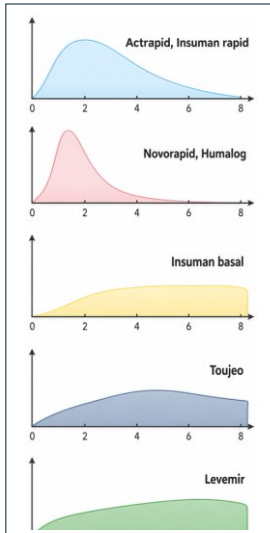 Actrapid, Insuman rapid
0 2 4 6 8
Novorapid, Humalog
0 2 4 6 8
Insuman basal
0 2 4 6 8
Toujeo
0 2 4 6 8
Levemir